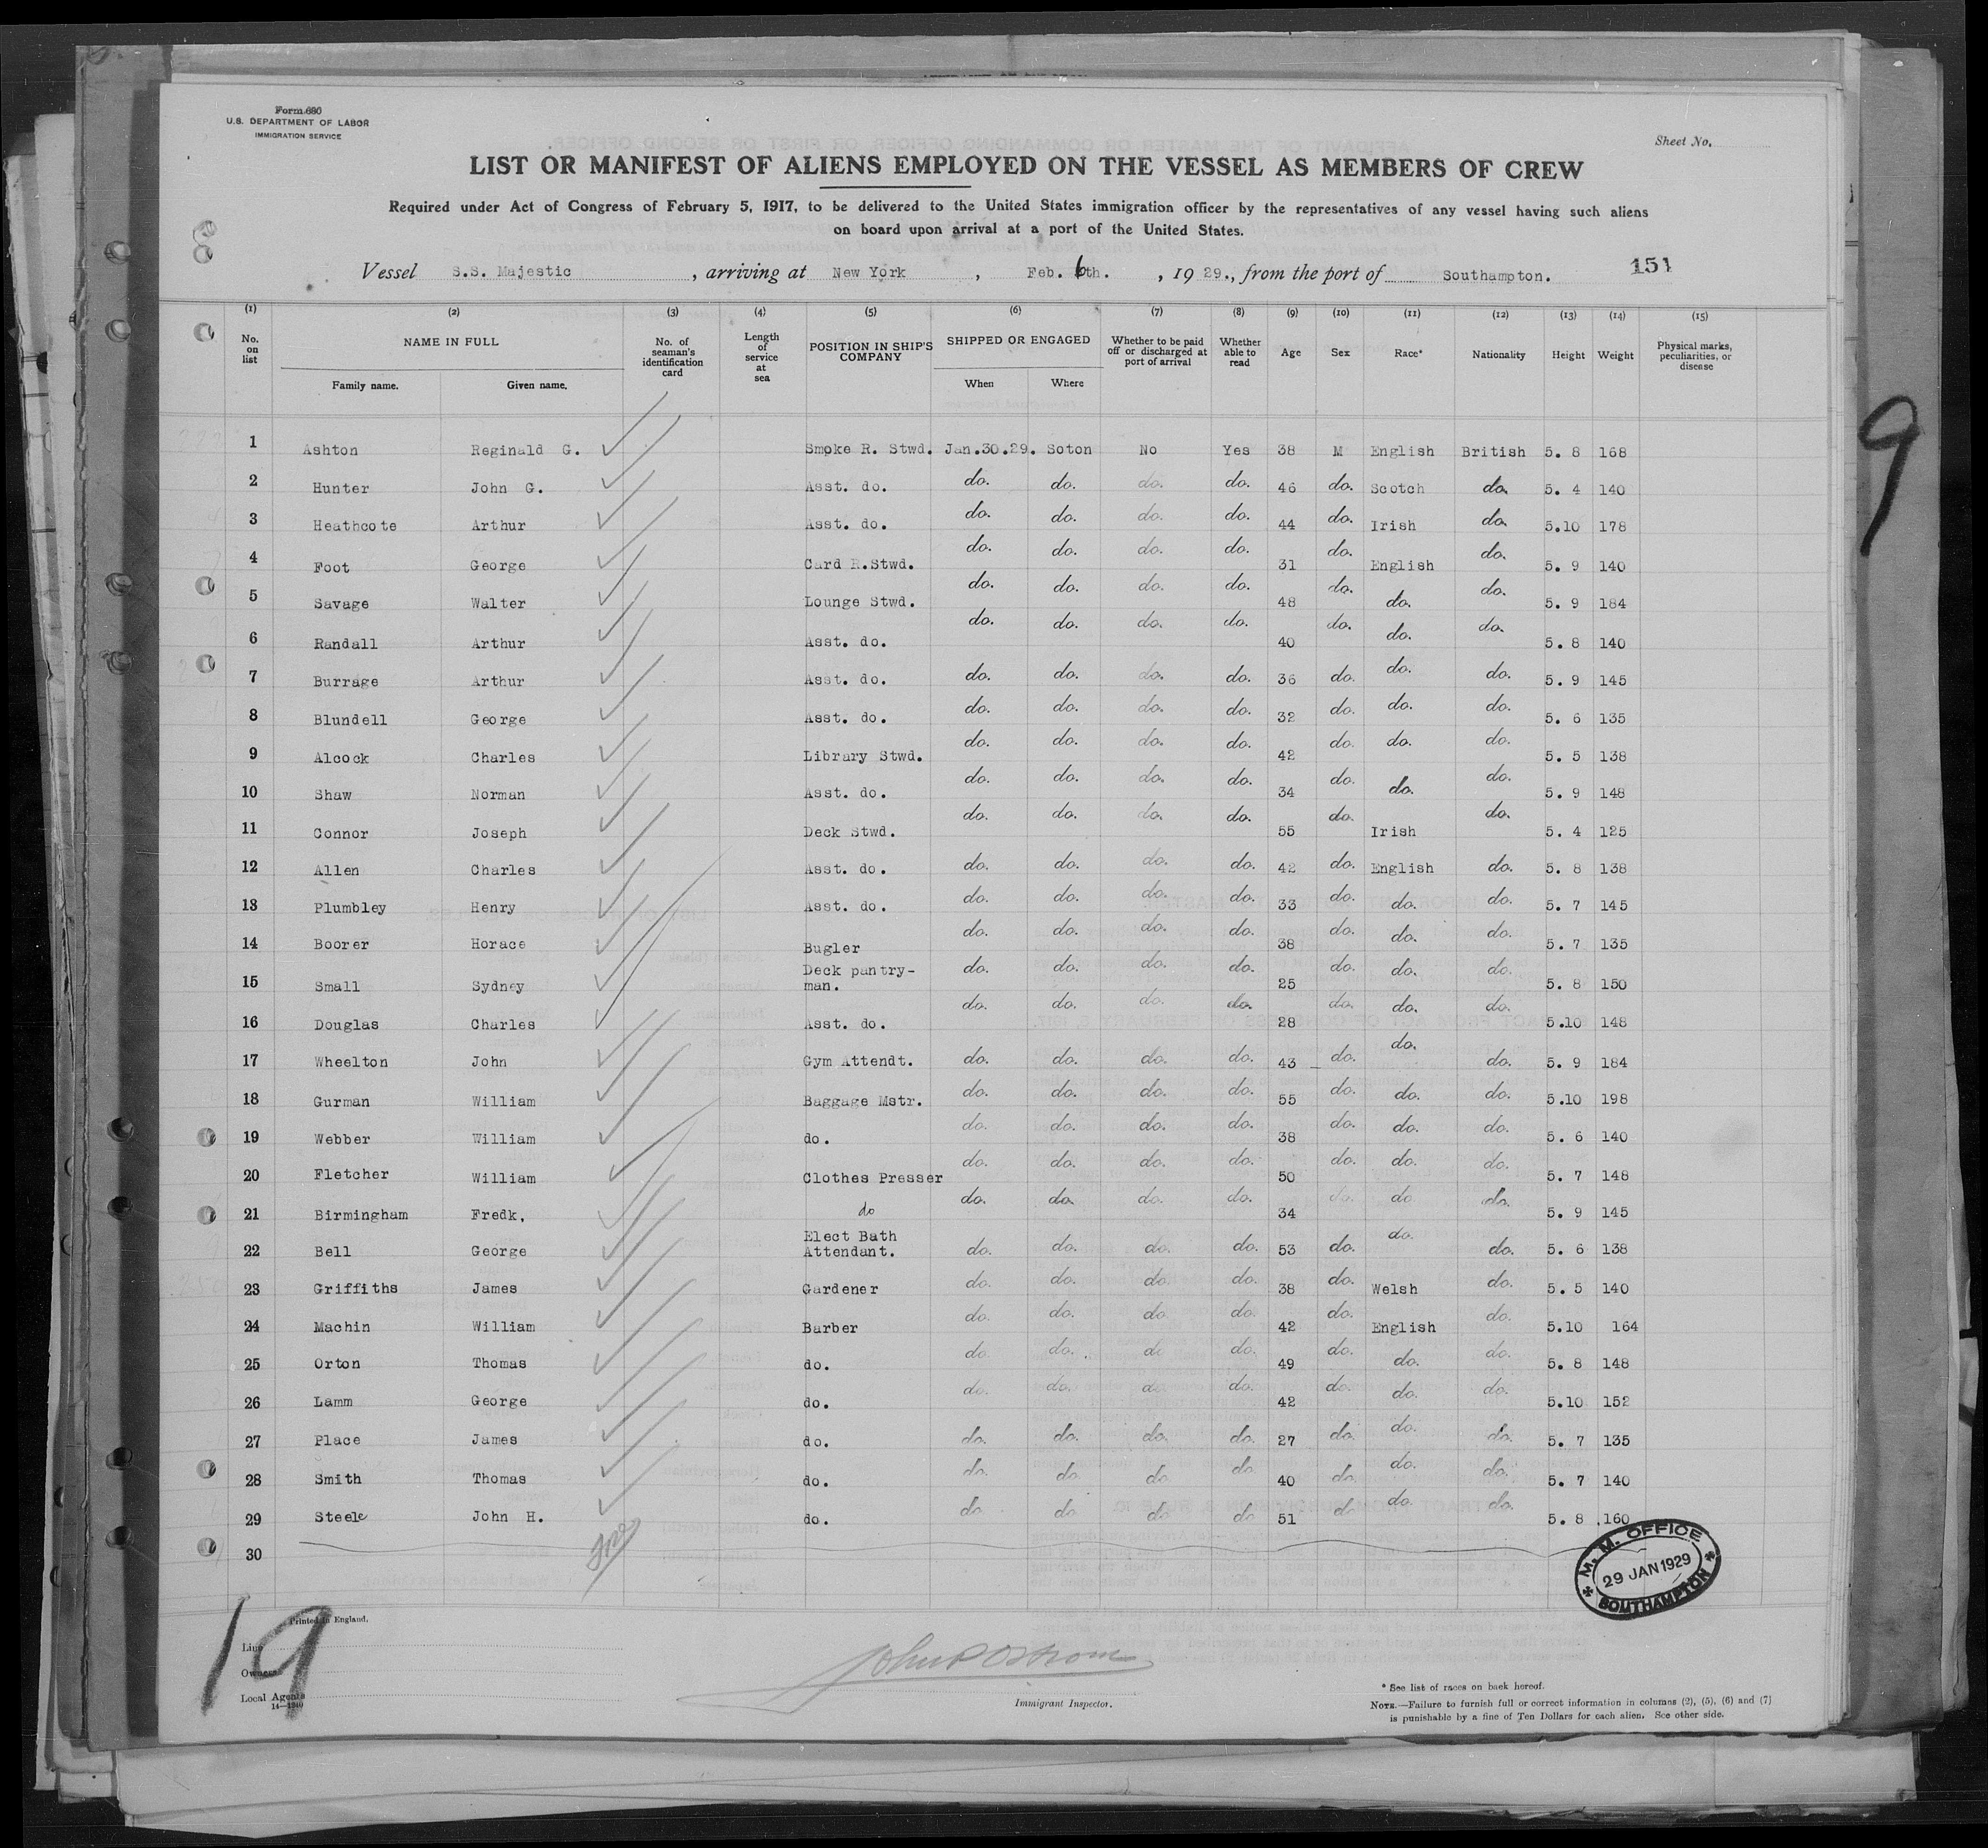 Form 680
U.S. DEPARTMENT OF LABOR
IMMIGRATION SERVICE
Sheet No.
LIST OR MANIFEST OF ALIENS EMPLOYED ON THE VESSEL AS MEMBERS OF CREW
Required under Act of Congress of February 5, 1917, to be delivered to the United States immigration officer by the representatives of any vessel having such aliens
on board upon arrival at a port of the United States.
Vessel S.S. Majestic , arriving at New York , Feb. 6th. , 19 29., from the port of Southampton. 151
(1) (2) (3) (4) (5) (6) (7) (8) (9) (10) (11) (12) (13) (14) (15)
No. on list NAME IN FULL Family name. Given name. No. of seaman's identification card Length of service at sea POSITION IN SHIP'S COMPANY SHIPPED OR ENGAGED When Where Whether to be paid off or discharged at port of arrival Whether able to read Age Sex Race* Nationality Height Weight Physical marks, peculiarities, or disease
1 Ashton Reginald G. Smoke R. Stwd. Jan.30.29. Soton No Yes 38 M English British 5. 8 168
2 Hunter John G. Asst. do. do. do. do. do. 46 do. Scotch do. 5. 4 140
3 Heathcote Arthur Asst. do. do. do. do. do. 44 do. Irish do. 5.10 178
4 Foot George Card R.Stwd. do. do. do. do. 31 do. English do. 5. 9 140
5 Savage Walter Lounge Stwd. do. do. do. do. 48 do. do. do. 5. 9 184
6 Randall Arthur Asst. do. do. do. do. do. 40 do. do. do. 5. 8 140
7 Burrage Arthur Asst. do. do. do. do. do. 36 do. do. do. 5. 9 145
8 Blundell George Asst. do. do. do. do. do. 32 do. do. do. 5. 6 135
9 Alcock Charles Library Stwd. do. do. do. do. 42 do. do. do. 5. 5 138
10 Shaw Norman Asst. do. do. do. do. do. 34 do. do. do. 5. 9 148
11 Connor Joseph Deck Stwd. do. do. do. do. 55 do. Irish do. 5. 4 125
12 Allen Charles Asst. do. do. do. do. do. 42 do. English do. 5. 8 138
13 Plumbley Henry Asst. do. do. do. do. do. 33 do. do. do. 5. 7 145
14 Boorer Horace Bugler do. do. do. do. 38 do. do. do. 5. 7 135
15 Small Sydney Deck pantry-man. do. do. do. do. 25 do. do. do. 5. 8 150
16 Douglas Charles Asst. do. do. do. do. do. 28 do. do. do. 5.10 148
17 Wheelton John Gym Attendt. do. do. do. do. 43 do. do. do. 5. 9 184
18 Gurman William Baggage Mstr. do. do. do. do. 55 do. do. do. 5.10 198
19 Webber William do. do. do. do. do. 38 do. do. do. 5. 6 140
20 Fletcher William Clothes Presser do. do. do. do. 50 do. do. do. 5. 7 148
21 Birmingham Fredk. do do. do. do. do. 34 do. do do. 5. 9 145
22 Bell George Elect Bath Attendant. do. do. do. do. 53 do. do. do. 5. 6 138
23 Griffiths James Gardener do. do. do. do. 38 do. Welsh do. 5. 5 140
24 Machin William Barber do. do. do. do. 42 do. English do. 5.10 164
25 Orton Thomas do. do. do. do do. 49 do. do. do. 5. 8 148
26 Lamm George do. do. do. do. do. 42 do. do. do. 5.10 152
27 Place James do. do. do. do. do. 27 do. do. do. 5. 7 135
28 Smith Thomas do. do. do do do 40 do. do. do. 5. 7 140
29 Steele John H. do. do do do do 51 do do. do. 5. 8 160
30
M. M. OFFICE
29 JAN 1929
SOUTHAMPTON
9
19
Printed in England.
Line
Owners
Local Agents
14—1240
John P Ostrom
Immigrant Inspector.
* See list of races on back hereof.
NOTE.—Failure to furnish full or correct information in columns (2), (5), (6) and (7)
is punishable by a fine of Ten Dollars for each alien. See other side.